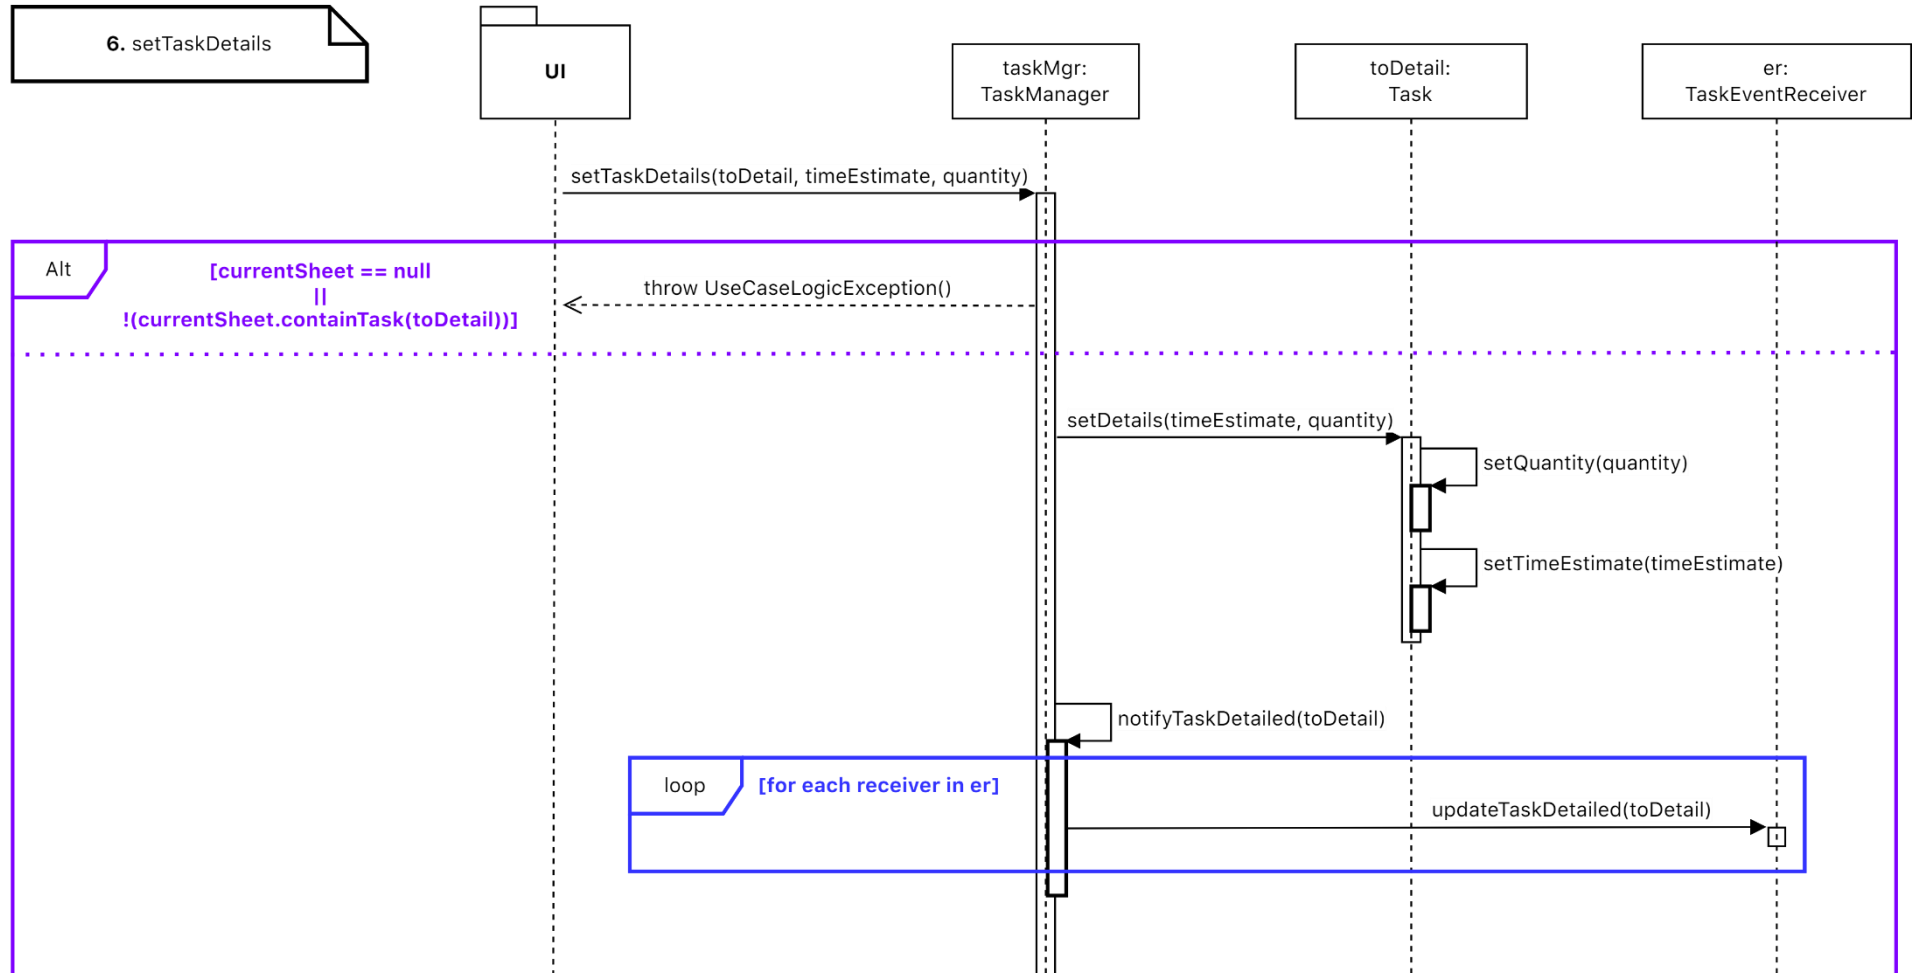 6. setTaskDetails
UI
taskMgr:
TaskManager
toDetail:
Task
er:
TaskEventReceiver
setTaskDetails(toDetail, timeEstimate, quantity)
Alt
[currentSheet == null
||
!(currentSheet.containTask(toDetail))]
throw UseCaseLogicException()
setDetails(timeEstimate, quantity)
setQuantity(quantity)
setTimeEstimate(timeEstimate)
notifyTaskDetailed(toDetail)
loop
[for each receiver in er]
updateTaskDetailed(toDetail)